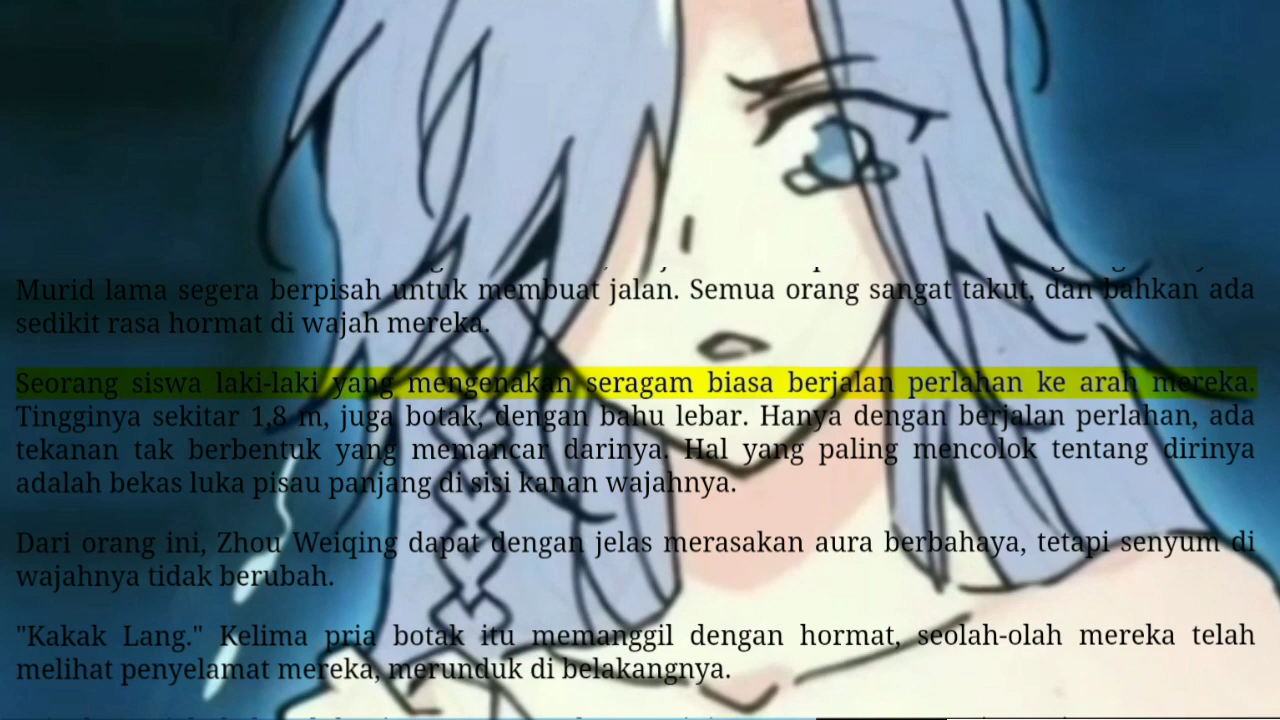 Murid lama segera berpisah untuk membuat jalan. Semua orang sangat takut, dan bahkan ada
sedikit rasa hormat di wajah mereka.
Seorang siswa laki-laki yang mengenakan seragam biasa berjalan perlahan ke arah mereka.
Tingginya sekitar 1,8 m, juga botak, dengan bahu lebar. Hanya dengan berjalan perlahan, ada
tekanan tak berbentuk yang memancar darinya. Hal yang paling mencolok tentang dirinya
adalah bekas luka pisau panjang di sisi kanan wajahnya.
Dari orang ini, Zhou Weiqing dapat dengan jelas merasakan aura berbahaya, tetapi senyum di
wajahnya tidak berubah.
"Kakak Lang." Kelima pria botak itu memanggil dengan hormat, seolah-olah mereka telah
melihat penyelamat mereka, merunduk di belakangnya.